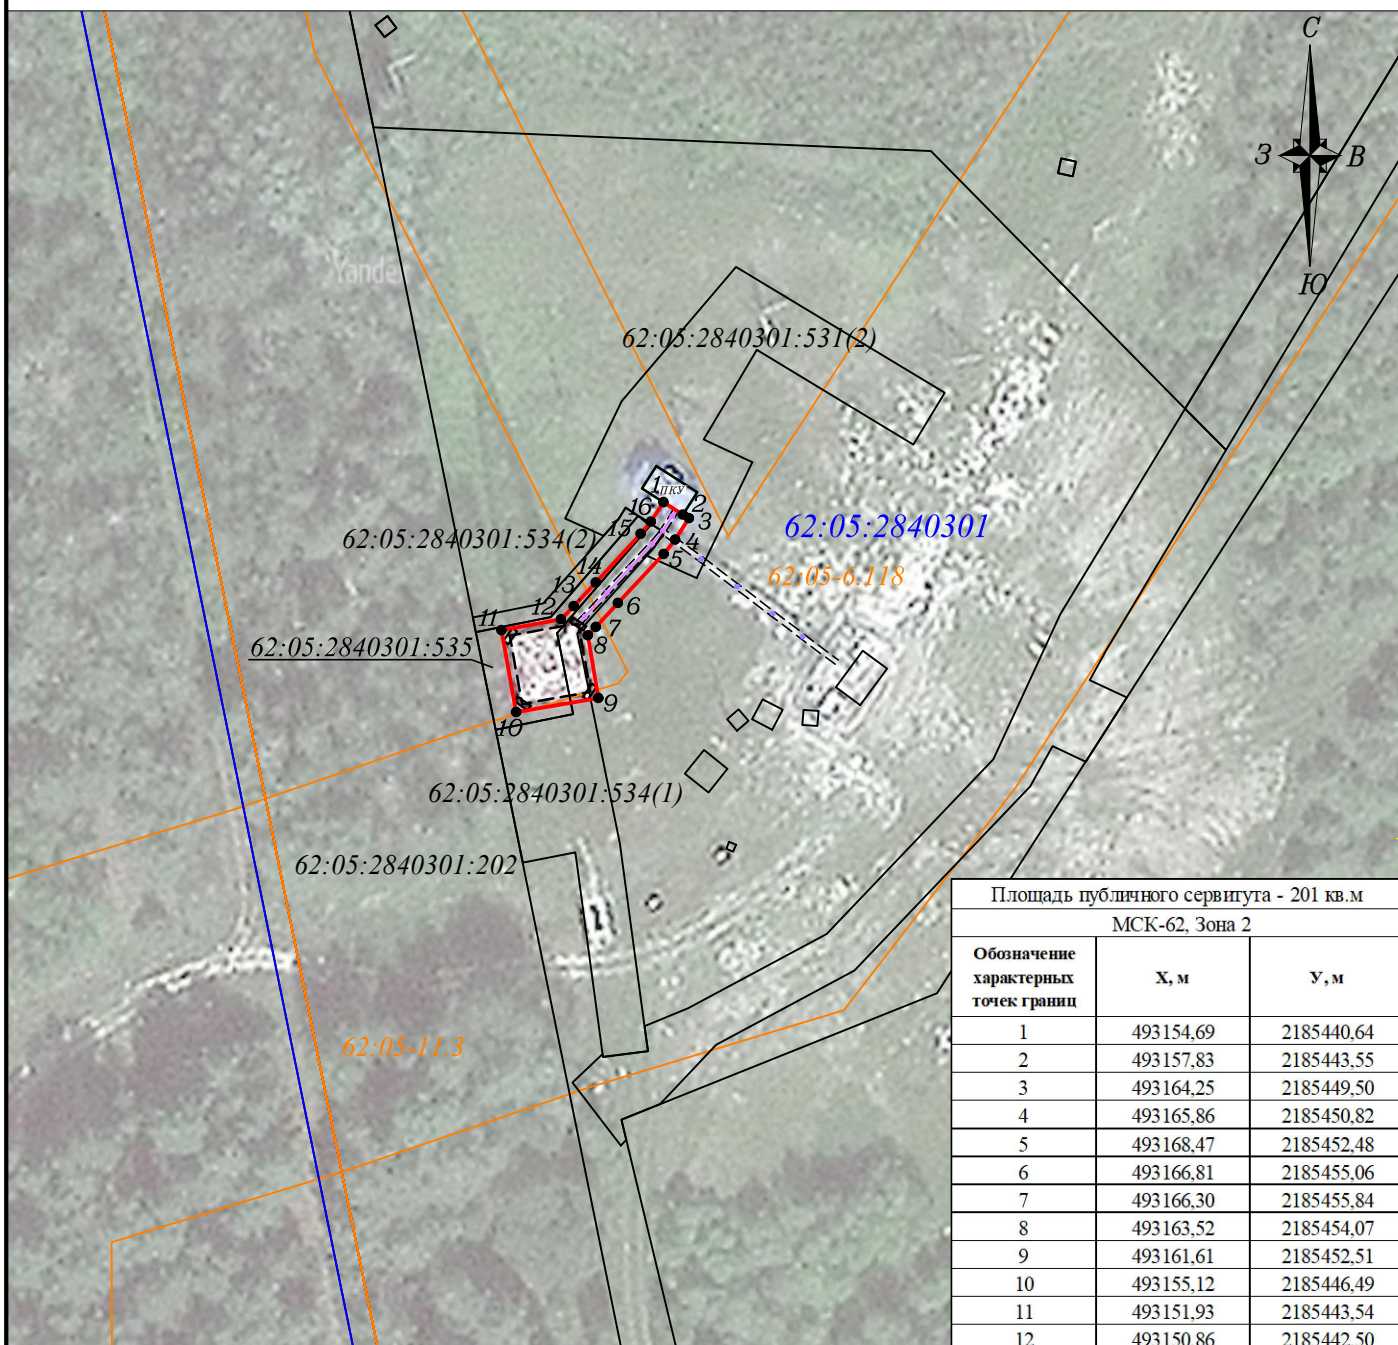 С
З
В
Ю
Yande
62:05:2840301:531(2)
1
ПКУ
2
16
3
15
4
62:05:2840301
62:05:2840301:534(2)
5
14
62:05-6.118
13
6
12
11
7
8
62:05:2840301:535
9
10
62:05:2840301:534(1)
62:05:2840301:202
62:05-11.3
Площадь публичного сервитута - 201 кв.м
МСК-62, Зона 2
Обозначение характерных точек границ X, м У, м
1 493154,69 2185440,64
2 493157,83 2185443,55
3 493164,25 2185449,50
4 493165,86 2185450,82
5 493168,47 2185452,48
6 493166,81 2185455,06
7 493166,30 2185455,84
8 493163,52 2185454,07
9 493161,61 2185452,51
10 493155,12 2185446,49
11 493151,93 2185443,54
12 493150,86 2185442,50